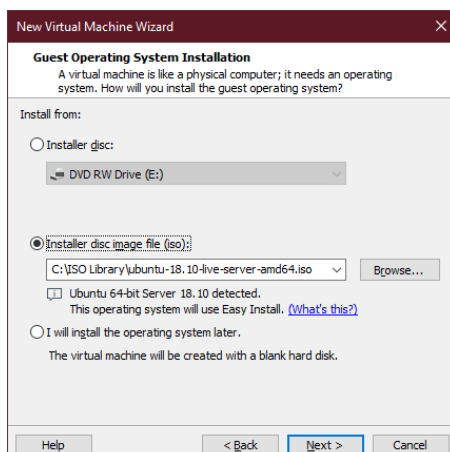 New Virtual Machine Wizard
Guest Operating System Installation
A virtual machine is like a physical computer; it needs an operating
system. How will you install the guest operating system?
Install from:
Installer disc:
DVD RW Drive (E:)
Installer disc image file (iso):
C:\ISO Library\ubuntu-18.10-live-server-amd64.iso
Browse...
Ubuntu 64-bit Server 18.10 detected.
This operating system will use Easy Install. (What's this?)
I will install the operating system later.
The virtual machine will be created with a blank hard disk.
Help < Back Next > Cancel